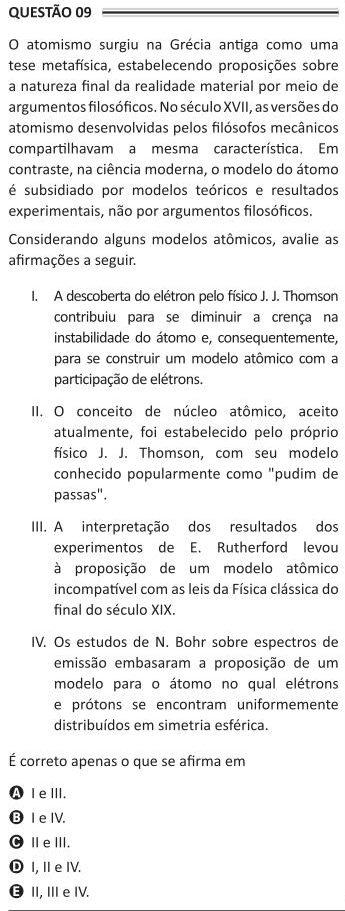 QUESTÃO 09
O atomismo surgiu na Grécia antiga como uma
tese metafísica, estabelecendo proposições sobre
a natureza final da realidade material por meio de
argumentos filosóficos. No século XVII, as versões do
atomismo desenvolvidas pelos filósofos mecânicos
compartilhavam a mesma característica. Em
contraste, na ciência moderna, o modelo do átomo
é subsidiado por modelos teóricos e resultados
experimentais, não por argumentos filosóficos.
Considerando alguns modelos atômicos, avalie as
afirmações a seguir.
I. A descoberta do elétron pelo físico J. J. Thomson
contribuiu para se diminuir a crença na
instabilidade do átomo e, consequentemente,
para se construir um modelo atômico com a
participação de elétrons.
II. O conceito de núcleo atômico, aceito
atualmente, foi estabelecido pelo próprio
físico J. J. Thomson, com seu modelo
conhecido popularmente como "pudim de
passas".
III. A interpretação dos resultados dos
experimentos de E. Rutherford levou
à proposição de um modelo atômico
incompatível com as leis da Física clássica do
final do século XIX.
IV. Os estudos de N. Bohr sobre espectros de
emissão embasaram a proposição de um
modelo para o átomo no qual elétrons
e prótons se encontram uniformemente
distribuídos em simetria esférica.
É correto apenas o que se afirma em
A I e III.
B I e IV.
C II e III.
D I, II e IV.
E II, III e IV.